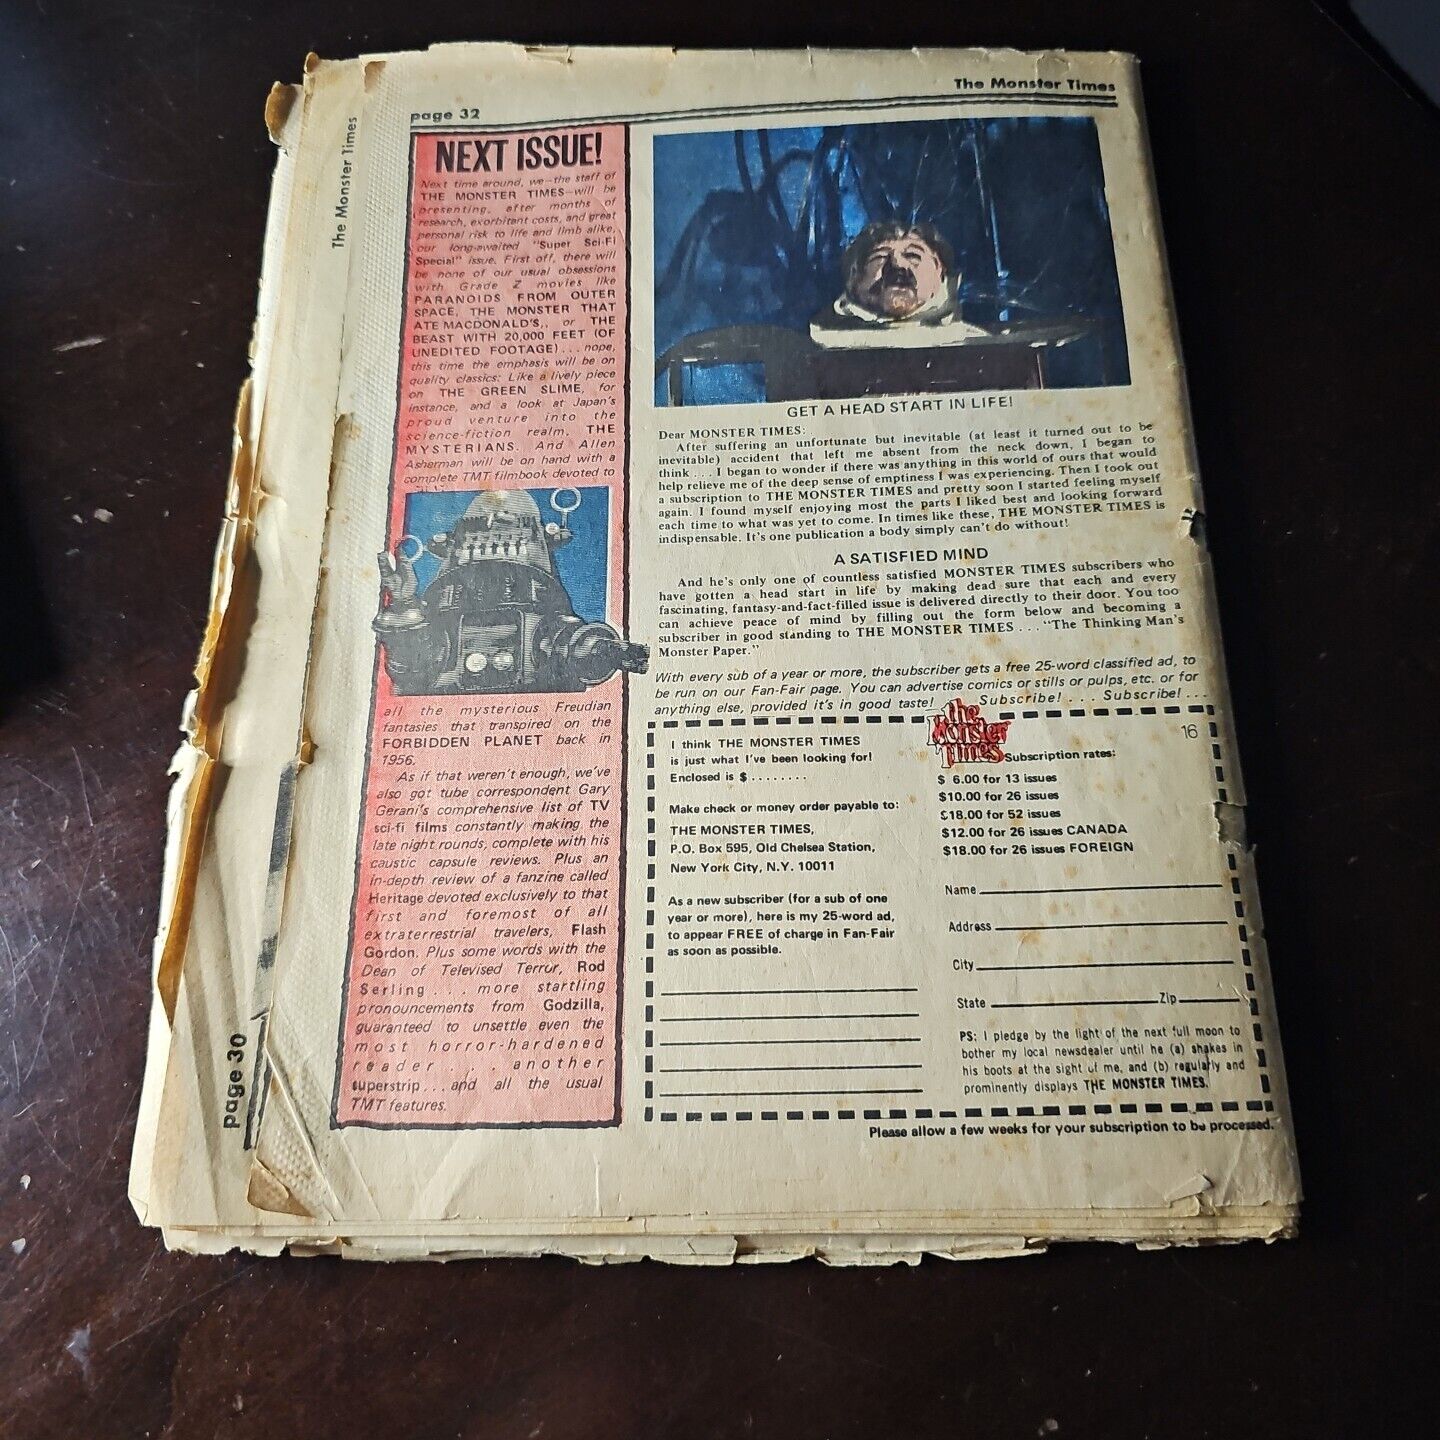 The Monster Times
page 32
NEXT ISSUE!
Next time around, we—the staff of
THE MONSTER TIMES—will be
presenting, after months of
research, exorbitant costs, and great
personal risk to life and limb alike,
our long-awaited "Super Sci-Fi
Special" issue. First off, there will
be none of our usual obsessions
with Grade Z movies like
PARANOIDS FROM OUTER
SPACE, THE MONSTER THAT
ATE MACDONALD'S,, or THE
BEAST WITH 20,000 FEET (OF
UNEDITED FOOTAGE) ... nope,
this time the emphasis will be on
quality classics: Like a lively piece
on THE GREEN SLIME, for
instance, and a look at Japan's
proud venture into the
science-fiction realm, THE
MYSTERIANS. And Allen
Asherman will be on hand with a
complete TMT filmbook devoted to
all the mysterious Freudian
fantasies that transpired on the
FORBIDDEN PLANET back in
1956.
As if that weren't enough, we've
also got tube correspondent Gary
Gerani's comprehensive list of TV
sci-fi films constantly making the
late night rounds, complete with his
caustic capsule reviews. Plus an
in-depth review of a fanzine called
Heritage devoted exclusively to that
first and foremost of all
extraterrestrial travelers, Flash
Gordon. Plus some words with the
Dean of Televised Terror, Rod
Serling . . . more startling
pronouncements from Godzilla,
guaranteed to unsettle even the
most horror-hardened
reader . . . another
superstrip . . . and all the usual
TMT features.
GET A HEAD START IN LIFE!
Dear MONSTER TIMES:
After suffering an unfortunate but inevitable (at least it turned out to be
inevitable) accident that left me absent from the neck down, I began to
think . . . . I began to wonder if there was anything in this world of ours that would
help relieve me of the deep sense of emptiness I was experiencing. Then I took out
a subscription to THE MONSTER TIMES and pretty soon I started feeling myself
again. I found myself enjoying most the parts I liked best and looking forward
each time to what was yet to come. In times like these, THE MONSTER TIMES is
indispensable. It's one publication a body simply can't do without!
A SATISFIED MIND
And he's only one of countless satisfied MONSTER TIMES subscribers who
have gotten a head start in life by making dead sure that each and every
fascinating, fantasy-and-fact-filled issue is delivered directly to their door. You too
can achieve peace of mind by filling out the form below and becoming a
subscriber in good standing to THE MONSTER TIMES . . . "The Thinking Man's
Monster Paper."
With every sub of a year or more, the subscriber gets a free 25-word classified ad, to
be run on our Fan-Fair page. You can advertise comics or stills or pulps, etc. or for
anything else, provided it's in good taste! Subscribe! . . . Subscribe! . . .
I think THE MONSTER TIMES
is just what I've been looking for!
Enclosed is $ . . . . . . . .
Make check or money order payable to:
THE MONSTER TIMES,
P.O. Box 595, Old Chelsea Station,
New York City, N.Y. 10011
As a new subscriber (for a sub of one
year or more), here is my 25-word ad,
to appear FREE of charge in Fan-Fair
as soon as possible.
the Monster Times
16
Subscription rates:
$ 6.00 for 13 issues
$10.00 for 26 issues
$18.00 for 52 issues
$12.00 for 26 issues CANADA
$18.00 for 26 issues FOREIGN
Name
Address
City
State Zip
PS: I pledge by the light of the next full moon to
bother my local newsdealer until he (a) shakes in
his boots at the sight of me, and (b) regularly and
prominently displays THE MONSTER TIMES.
Please allow a few weeks for your subscription to be processed.
The Monster Times
page 30